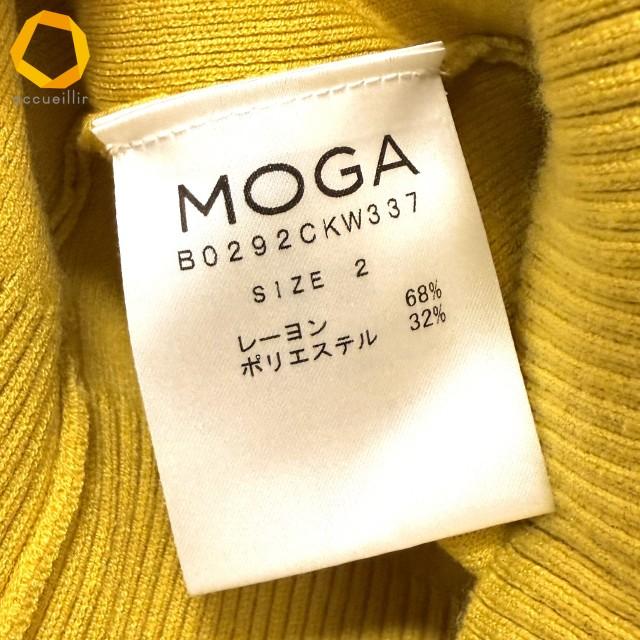 accueillir
MOGA
B0292CKW337
SIZE 2
レーヨン 68%
ポリエステル 32%